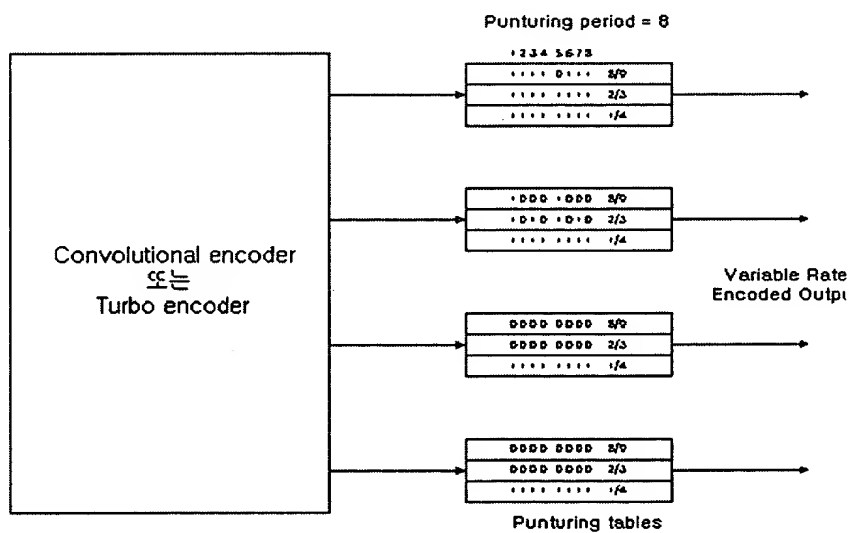 Punturing period = 8
1 2 3 4 5 6 7 8
1 1 1 1 0 1 1 1 8/9
1 1 1 1 1 1 1 1 2/3
1 1 1 1 1 1 1 1 1/4
1 0 0 0 1 0 0 0 8/9
1 0 1 0 1 0 1 0 2/3
1 1 1 1 1 1 1 1 1/4
Convolutional encoder
또는
Turbo encoder
Variable Rate
Encoded Outpu
0 0 0 0 0 0 0 0 8/9
0 0 0 0 0 0 0 0 2/3
1 1 1 1 1 1 1 1 1/4
0 0 0 0 0 0 0 0 8/9
0 0 0 0 0 0 0 0 2/3
1 1 1 1 1 1 1 1 1/4
Punturing tables